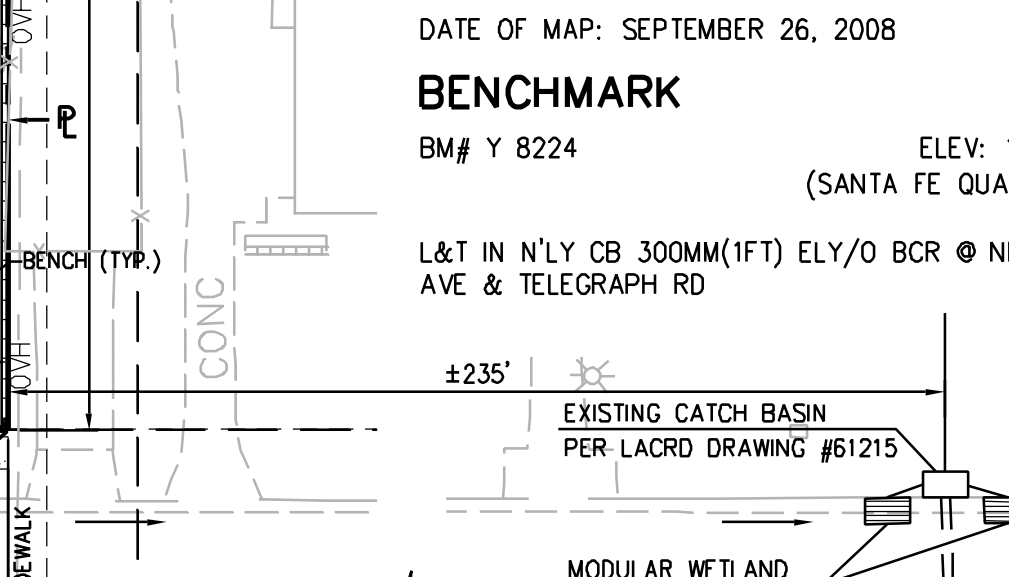 OVH
DATE OF MAP: SEPTEMBER 26, 2008
BENCHMARK
PL
BM# Y 8224 ELEV:
(SANTA FE
BENCH (TYP.)
L&T IN N'LY CB 300MM(1FT) ELY/O BCR @
AVE & TELEGRAPH RD
CONC
OVH
±235'
EXISTING CATCH BASIN
PER LACRD DRAWING #61215
MODULAR WETLAND